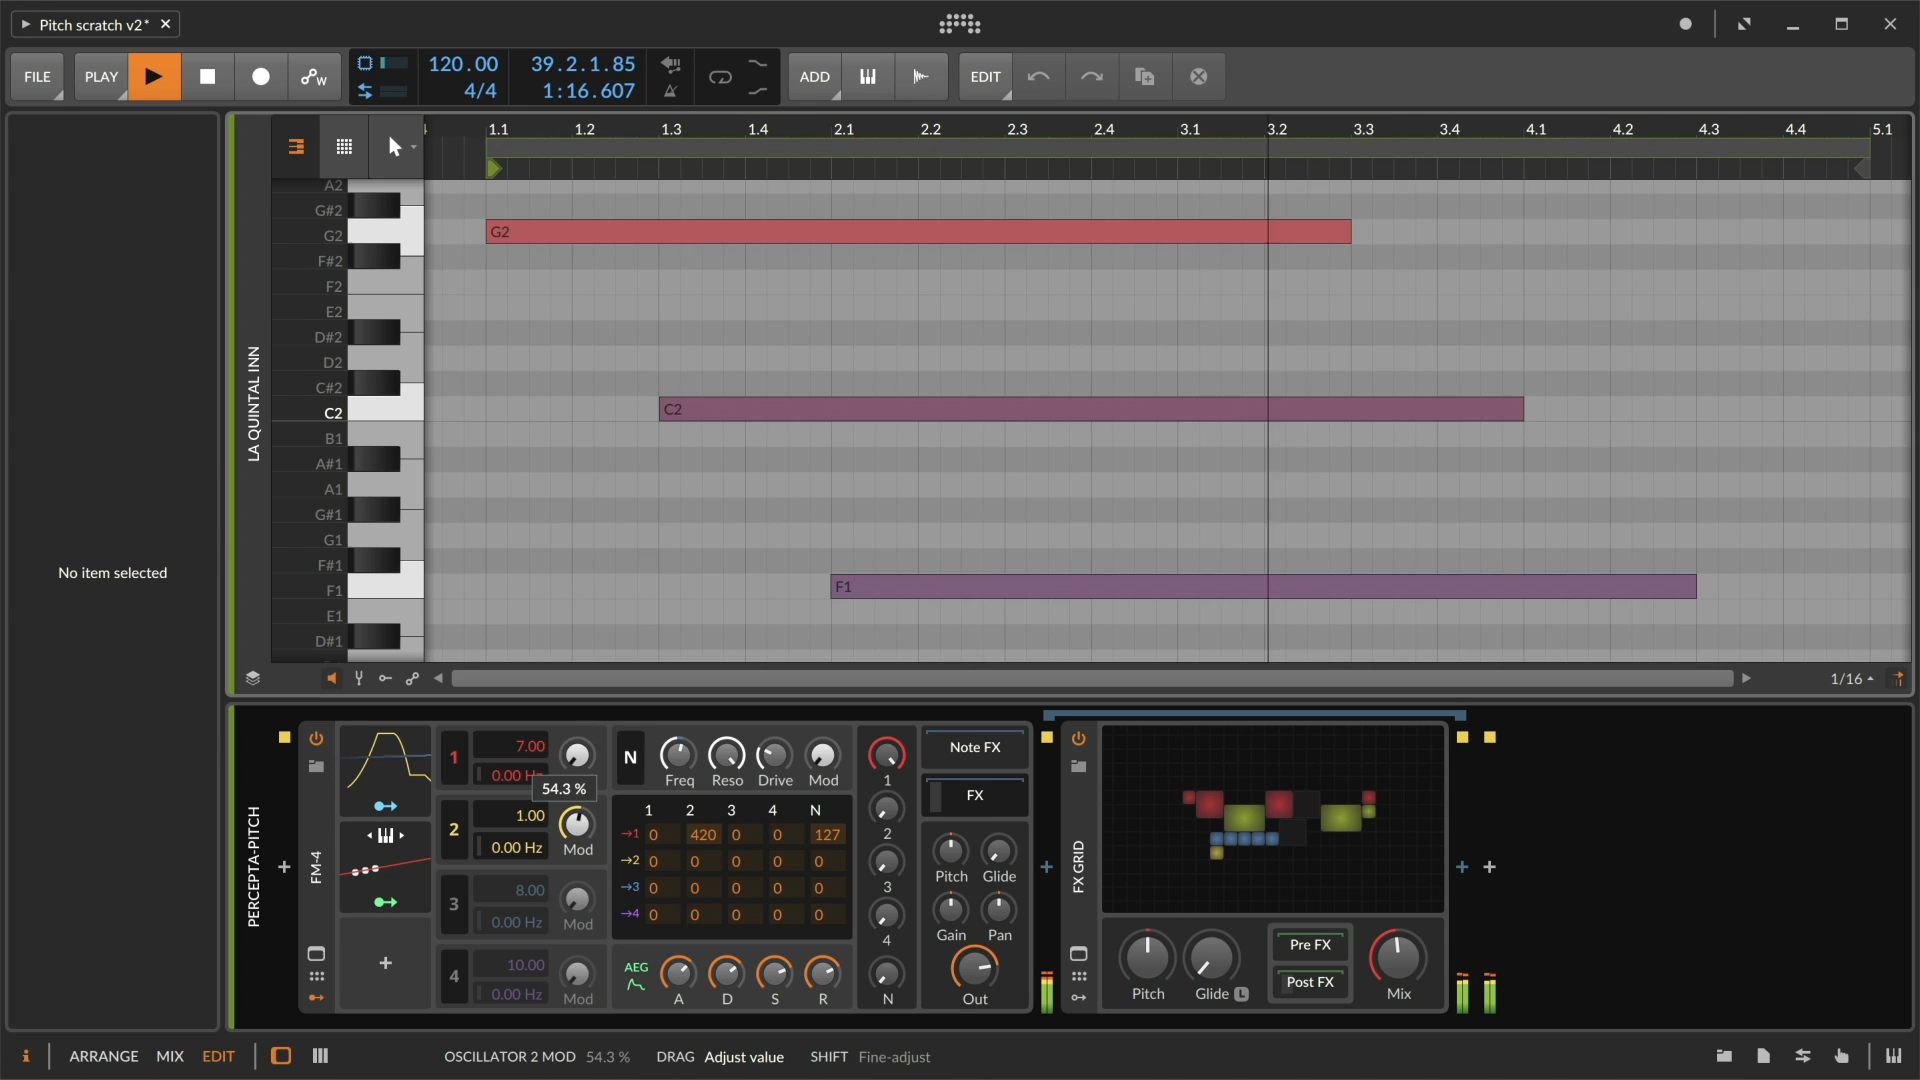 Pitch scratch v2*
FILE
PLAY
120.00
4/4
39.2.1.85
1:16.607
ADD
EDIT
1.1 1.2 1.3 1.4 2.1 2.2 2.3 2.4 3.1 3.2 3.3 3.4 4.1 4.2 4.3 4.4 5.1
A2
G#2
G2
G2
F#2
F2
E2
D#2
D2
C#2
C2
C2
B1
A#1
A1
G#1
G1
F#1
F1
F1
E1
D#1
LA QUINTAL INN
No item selected
1/16
PERCEPTA-PITCH
FM-4
1
7.00
0.00 Hz
54.3 %
2
1.00
0.00 Hz
Mod
3
8.00
0.00 Hz
Mod
4
10.00
0.00 Hz
Mod
N
Freq Reso Drive Mod
1 2 3 4 N
→1 0 420 0 0 127
→2 0 0 0 0 0
→3 0 0 0 0 0
→4 0 0 0 0 0
AEG
A D S R
1
2
3
4
N
Note FX
FX
Pitch Glide
Gain Pan
Out
FX GRID
Pitch Glide L
Pre FX
Post FX
Mix
i
ARRANGE MIX EDIT
OSCILLATOR 2 MOD 54.3 % DRAG Adjust value SHIFT Fine-adjust